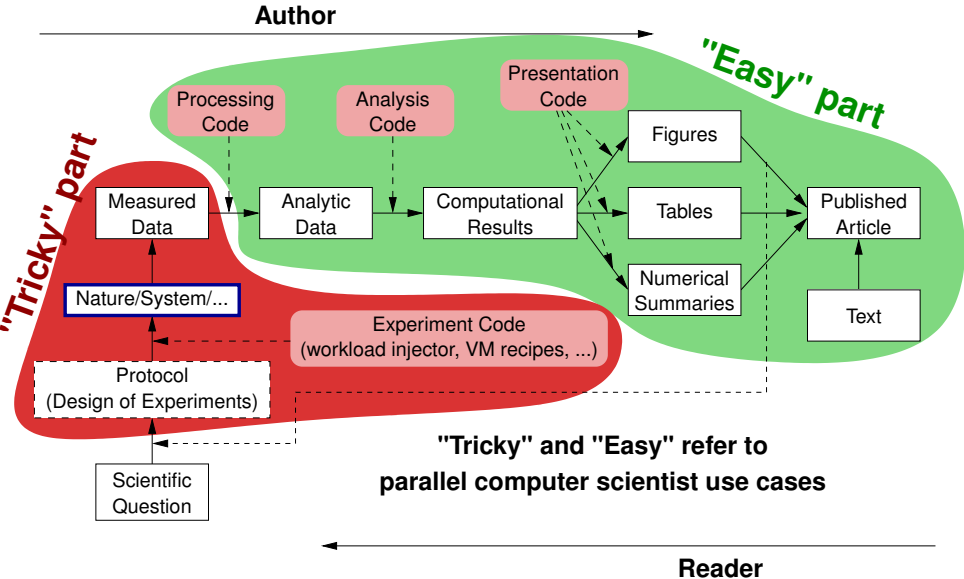 Author
"Easy" part
Processing
Code
Analysis
Code
Presentation
Code
Figures
"Tricky" part
Measured
Data
Analytic
Data
Computational
Results
Tables
Published
Article
Nature/System/...
Numerical
Summaries
Text
Experiment Code
(workload injector, VM recipes, ...)
Protocol
(Design of Experiments)
"Tricky" and "Easy" refer to
parallel computer scientist use cases
Scientific
Question
Reader